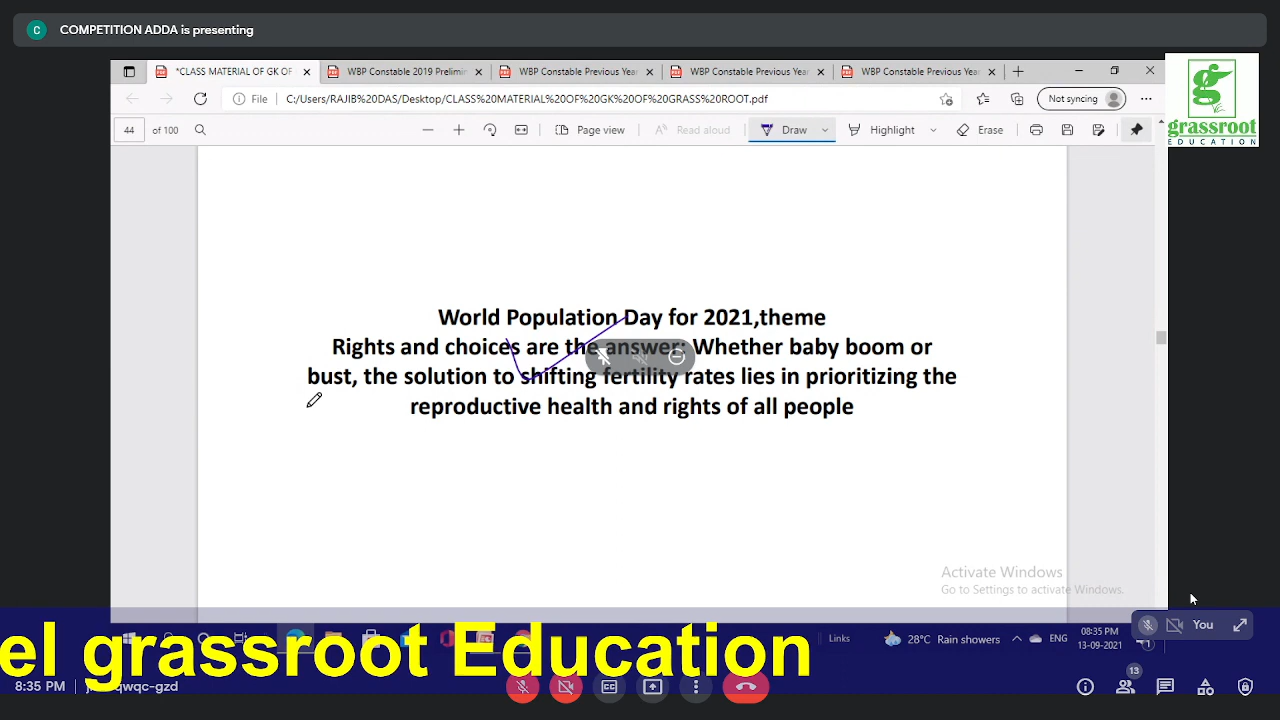 C COMPETITION ADDA is presenting
*CLASS MATERIAL OF GK OF
WBP Constable 2019 Prelimin
WBP Constable Previous Year
WBP Constable Previous Year
WBP Constable Previous Year
File C:/Users/RAJIB%20DAS/Desktop/CLASS%20MATERIAL%20OF%20GK%20OF%20GRASS%20ROOT.pdf Not syncing
44 of 100 Page view Read aloud Draw Highlight Erase
grassroot
EDUCATION
World Population Day for 2021,theme
Rights and choices are the answer: Whether baby boom or
bust, the solution to shifting fertility rates lies in prioritizing the
reproductive health and rights of all people
Activate Windows
Go to Settings to activate Windows.
You
el grassroot Education
Links 28°C Rain showers ENG 08:35 PM
13-09-2021
1
8:35 PM
13